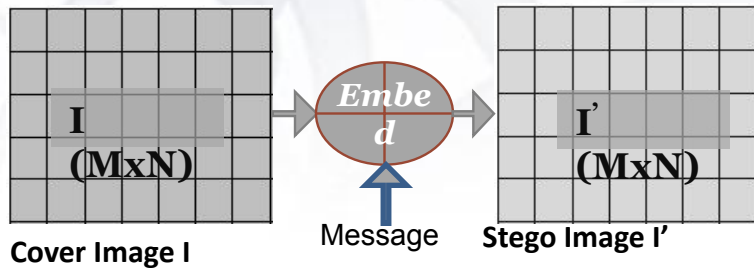 I
(MxN)
Embe
d
I’
(MxN)
Message
Cover Image I
Stego Image I’